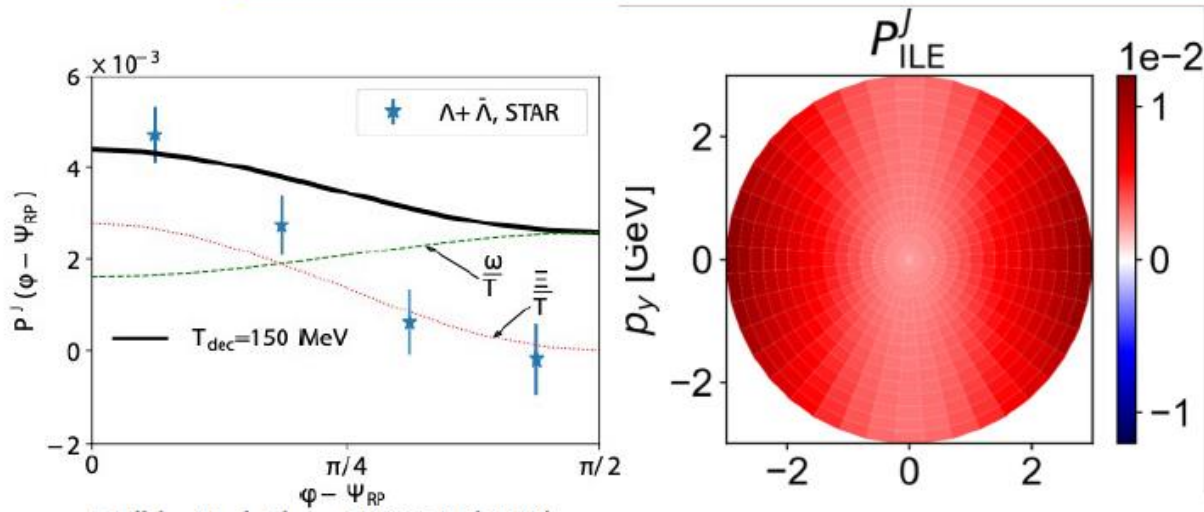 × 10⁻³
6
4
2
0
−2
P^J (φ − Ψ_RP)
Λ + Λ̄, STAR
ω/T
Ξ/T
T_dec=150 MeV
0
π/4
π/2
φ − Ψ_RP
P^J_ILE
1e−2
2
0
−2
p_y [GeV]
−2
0
2
1
0
−1